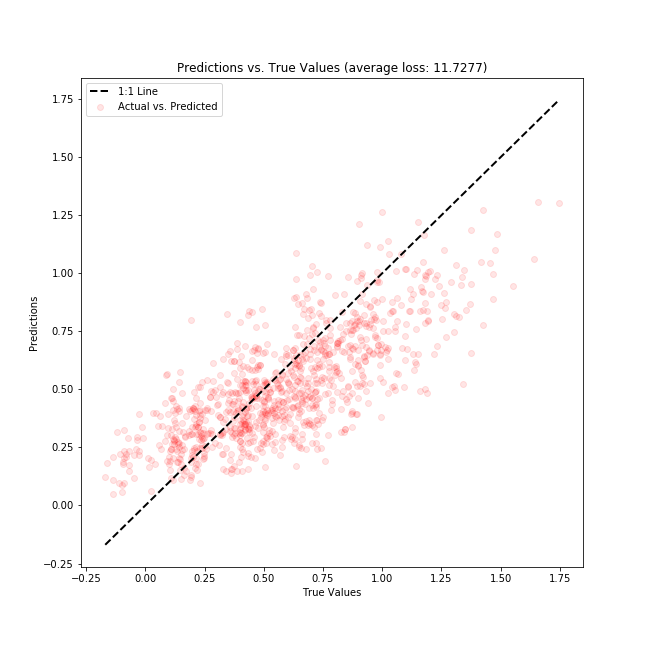 Predictions vs. True Values (average loss: 11.7277)
1:1 Line
Actual vs. Predicted
1.75
1.50
1.25
1.00
0.75
0.50
0.25
0.00
−0.25
Predictions
−0.25 0.00 0.25 0.50 0.75 1.00 1.25 1.50 1.75
True Values